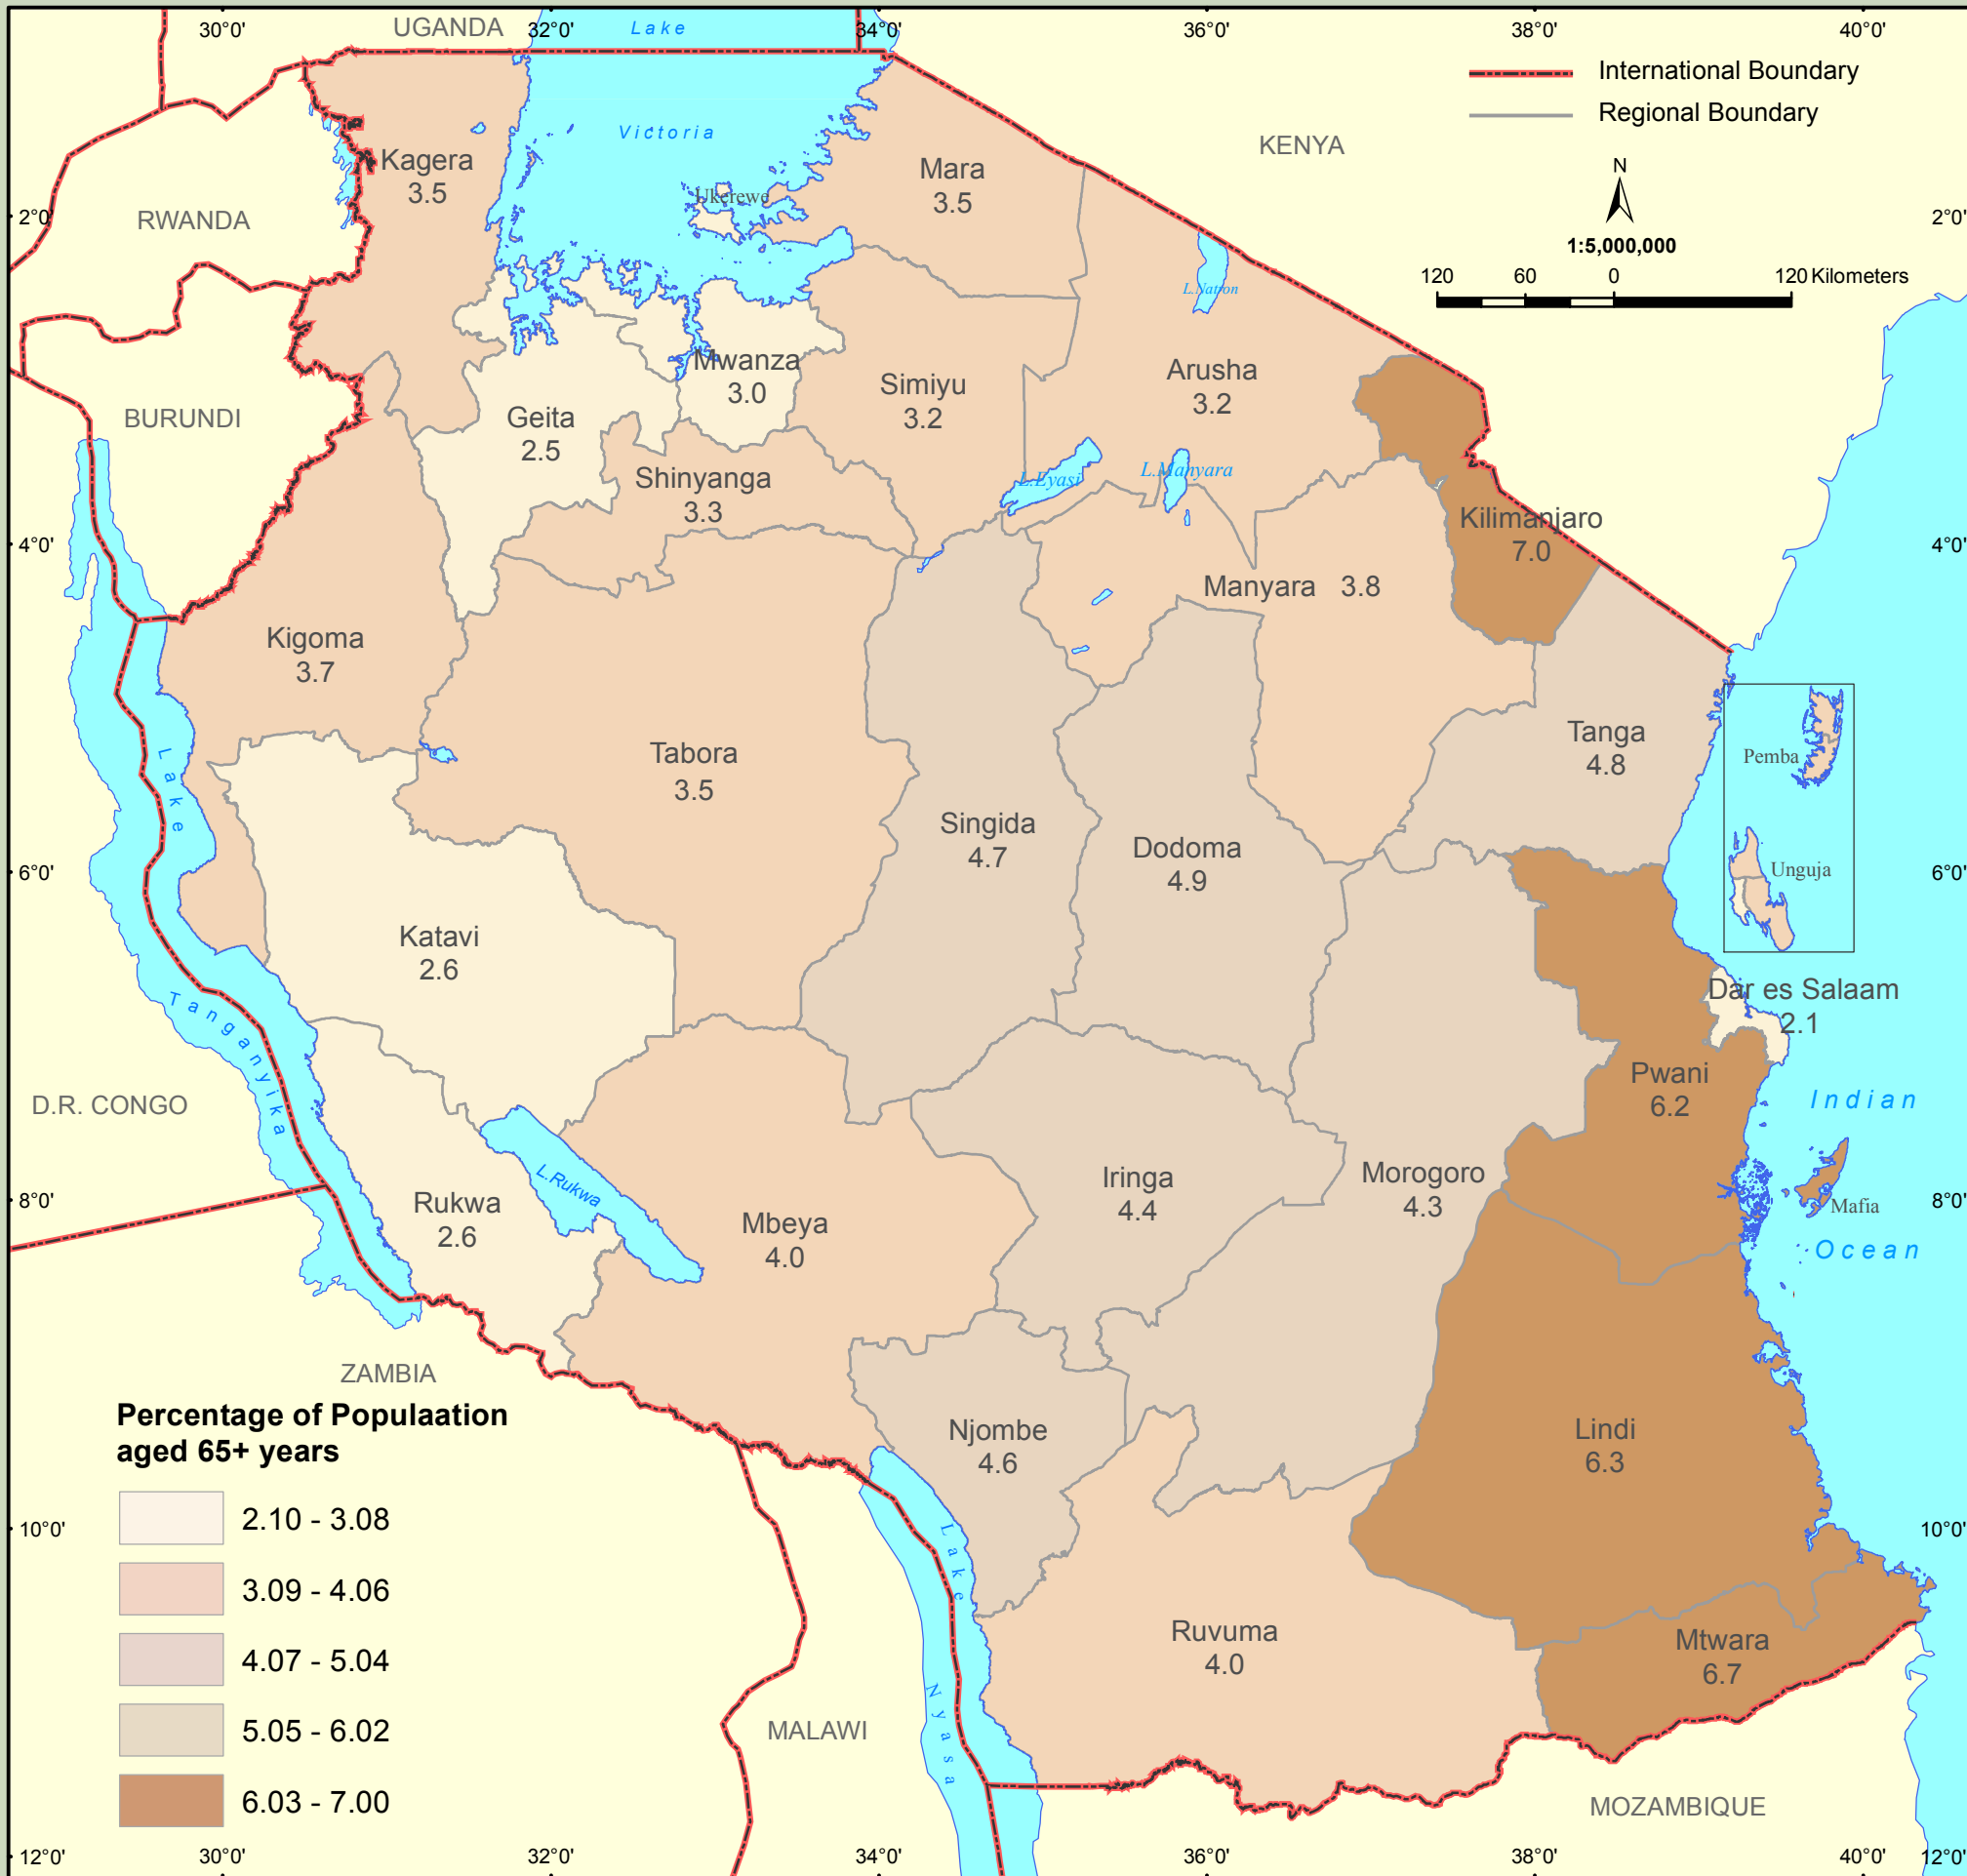 30°0'
UGANDA
32°0'
Lake
34°0'
36°0'
38°0'
40°0'
International Boundary
Regional Boundary
KENYA
N
1:5,000,000
120 60 0 120 Kilometers
Victoria
Ukerewe
Kagera
3.5
Mara
3.5
RWANDA
2°0'
2°0'
L.Natron
BURUNDI
Geita
2.5
Mwanza
3.0
Simiyu
3.2
Arusha
3.2
Shinyanga
3.3
L.Eyasi
L.Manyara
Kilimanjaro
7.0
4°0'
4°0'
Manyara 3.8
Kigoma
3.7
Tabora
3.5
Tanga
4.8
Pemba
Unguja
Singida
4.7
Dodoma
4.9
6°0'
6°0'
Katavi
2.6
Dar es Salaam
2.1
Lake
Tanganyika
D.R. CONGO
Pwani
6.2
Indian
Ocean
Mafia
Iringa
4.4
Morogoro
4.3
L.Rukwa
Rukwa
2.6
Mbeya
4.0
8°0'
8°0'
ZAMBIA
Njombe
4.6
Lindi
6.3
Percentage of Populaation
aged 65+ years
2.10 - 3.08
3.09 - 4.06
4.07 - 5.04
5.05 - 6.02
6.03 - 7.00
10°0'
10°0'
Lake
Nyasa
Ruvuma
4.0
Mtwara
6.7
MALAWI
MOZAMBIQUE
12°0'
30°0'
32°0'
34°0'
36°0'
38°0'
40°0'
12°0'